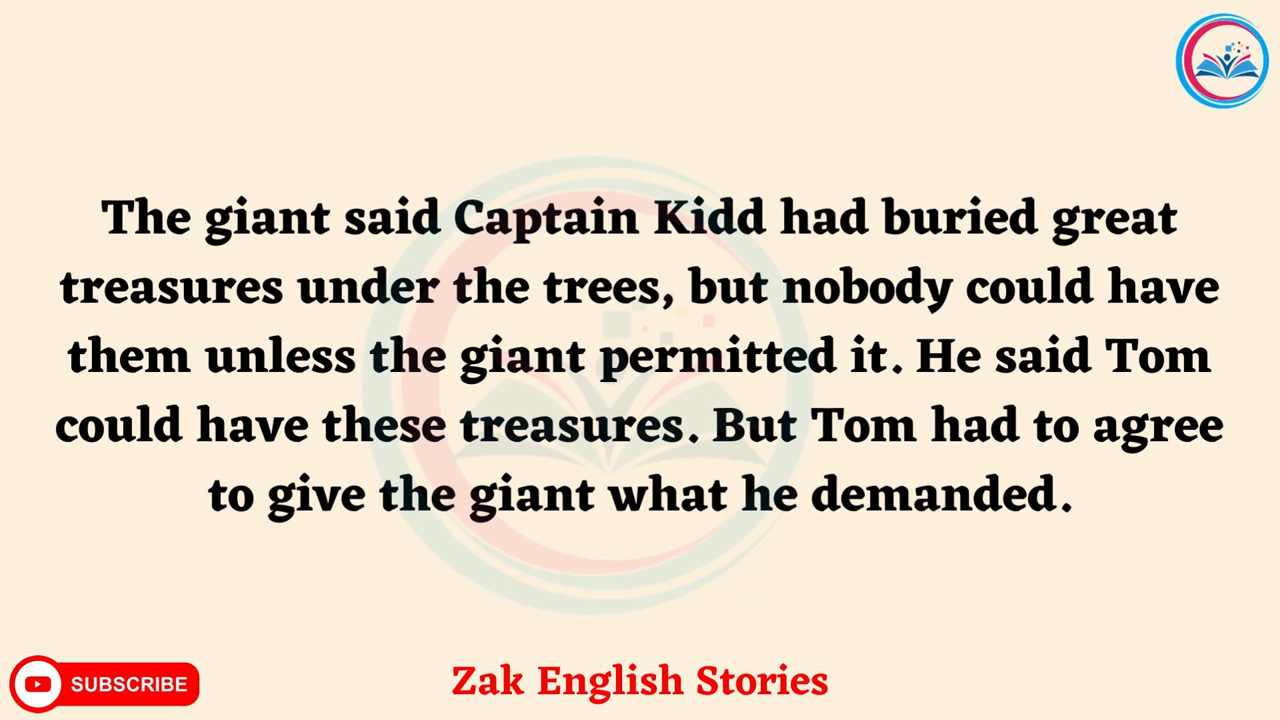 The giant said Captain Kidd had buried great
treasures under the trees, but nobody could have
them unless the giant permitted it. He said Tom
could have these treasures. But Tom had to agree
to give the giant what he demanded.
SUBSCRIBE
Zak English Stories